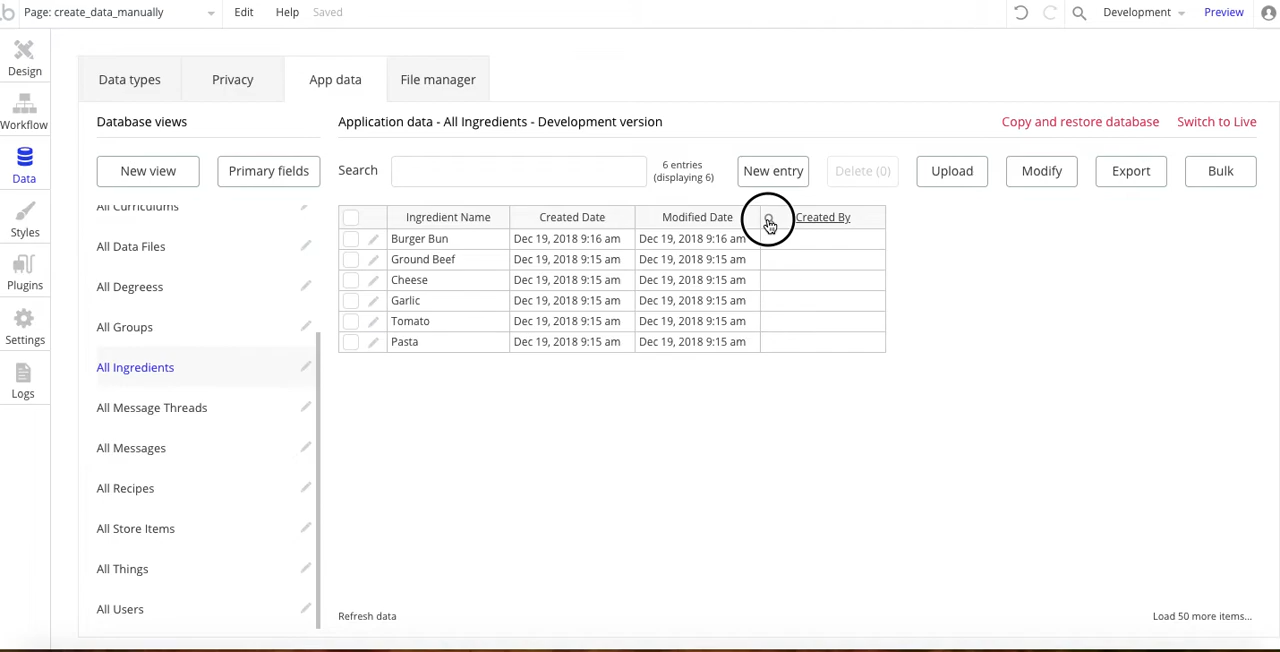 Page: create_data_manually Edit Help Saved Development Preview
Design
Workflow
Data
Styles
Plugins
Settings
Logs
Data types Privacy App data File manager
Database views
New view Primary fields
All Curriculums
All Data Files
All Degreess
All Groups
All Ingredients
All Message Threads
All Messages
All Recipes
All Store Items
All Things
All Users
Application data - All Ingredients - Development version Copy and restore database Switch to Live
Search 6 entries
(displaying 6)
New entry Delete (0) Upload Modify Export Bulk
Ingredient Name Created Date Modified Date Created By
Burger Bun Dec 19, 2018 9:16 am Dec 19, 2018 9:16 am
Ground Beef Dec 19, 2018 9:15 am Dec 19, 2018 9:15 am
Cheese Dec 19, 2018 9:15 am Dec 19, 2018 9:15 am
Garlic Dec 19, 2018 9:15 am Dec 19, 2018 9:15 am
Tomato Dec 19, 2018 9:15 am Dec 19, 2018 9:15 am
Pasta Dec 19, 2018 9:15 am Dec 19, 2018 9:15 am
Refresh data Load 50 more items...